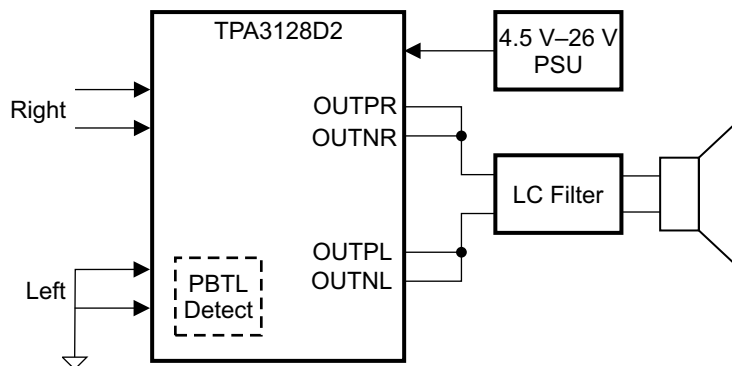 TPA3128D2
4.5 V–26 V
PSU
Right
OUTPR
OUTNR
LC Filter
OUTPL
OUTNL
Left
PBTL
Detect